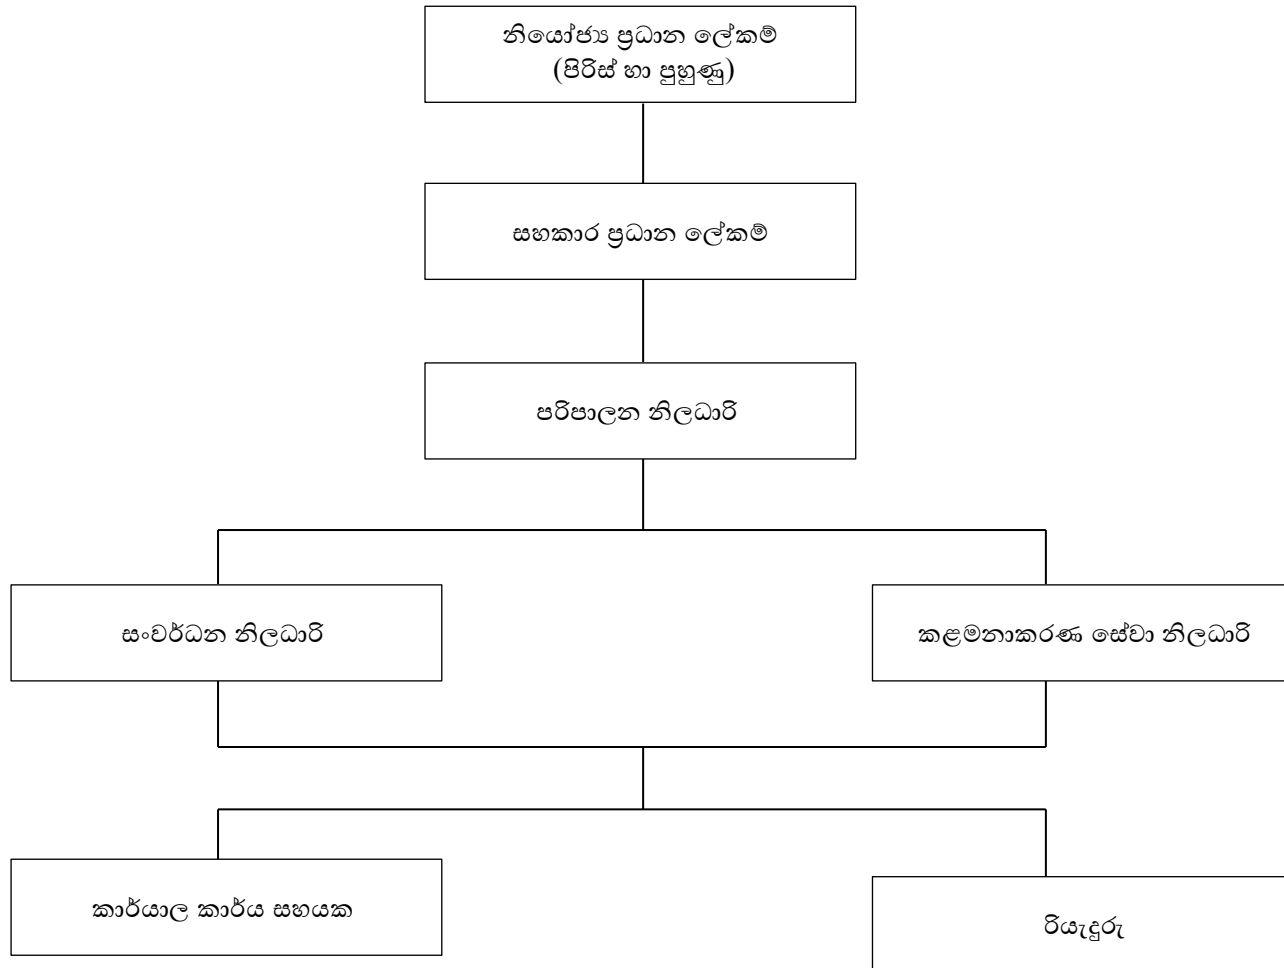 නියෝජ්‍ය ප්‍රධාන ලේකම්
(පිරිස් හා පුහුණු)
සහකාර ප්‍රධාන ලේකම්
පරිපාලන නිලධාරි
සංවර්ධන නිලධාරි
කළමනාකරණ සේවා නිලධාරි
කාර්යාල කාර්ය සහයක
රියැදුරු